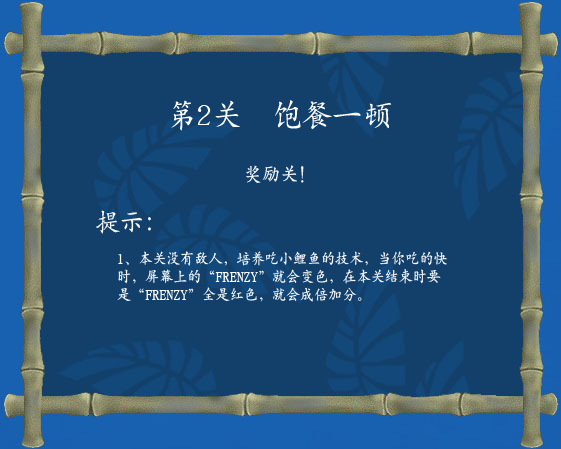 第2关　饱餐一顿
奖励关!
提示:
1、本关没有敌人, 培养吃小鲤鱼的技术, 当你吃的快
时, 屏幕上的“FRENZY”就会变色, 在本关结束时要
是“FRENZY”全是红色, 就会成倍加分。